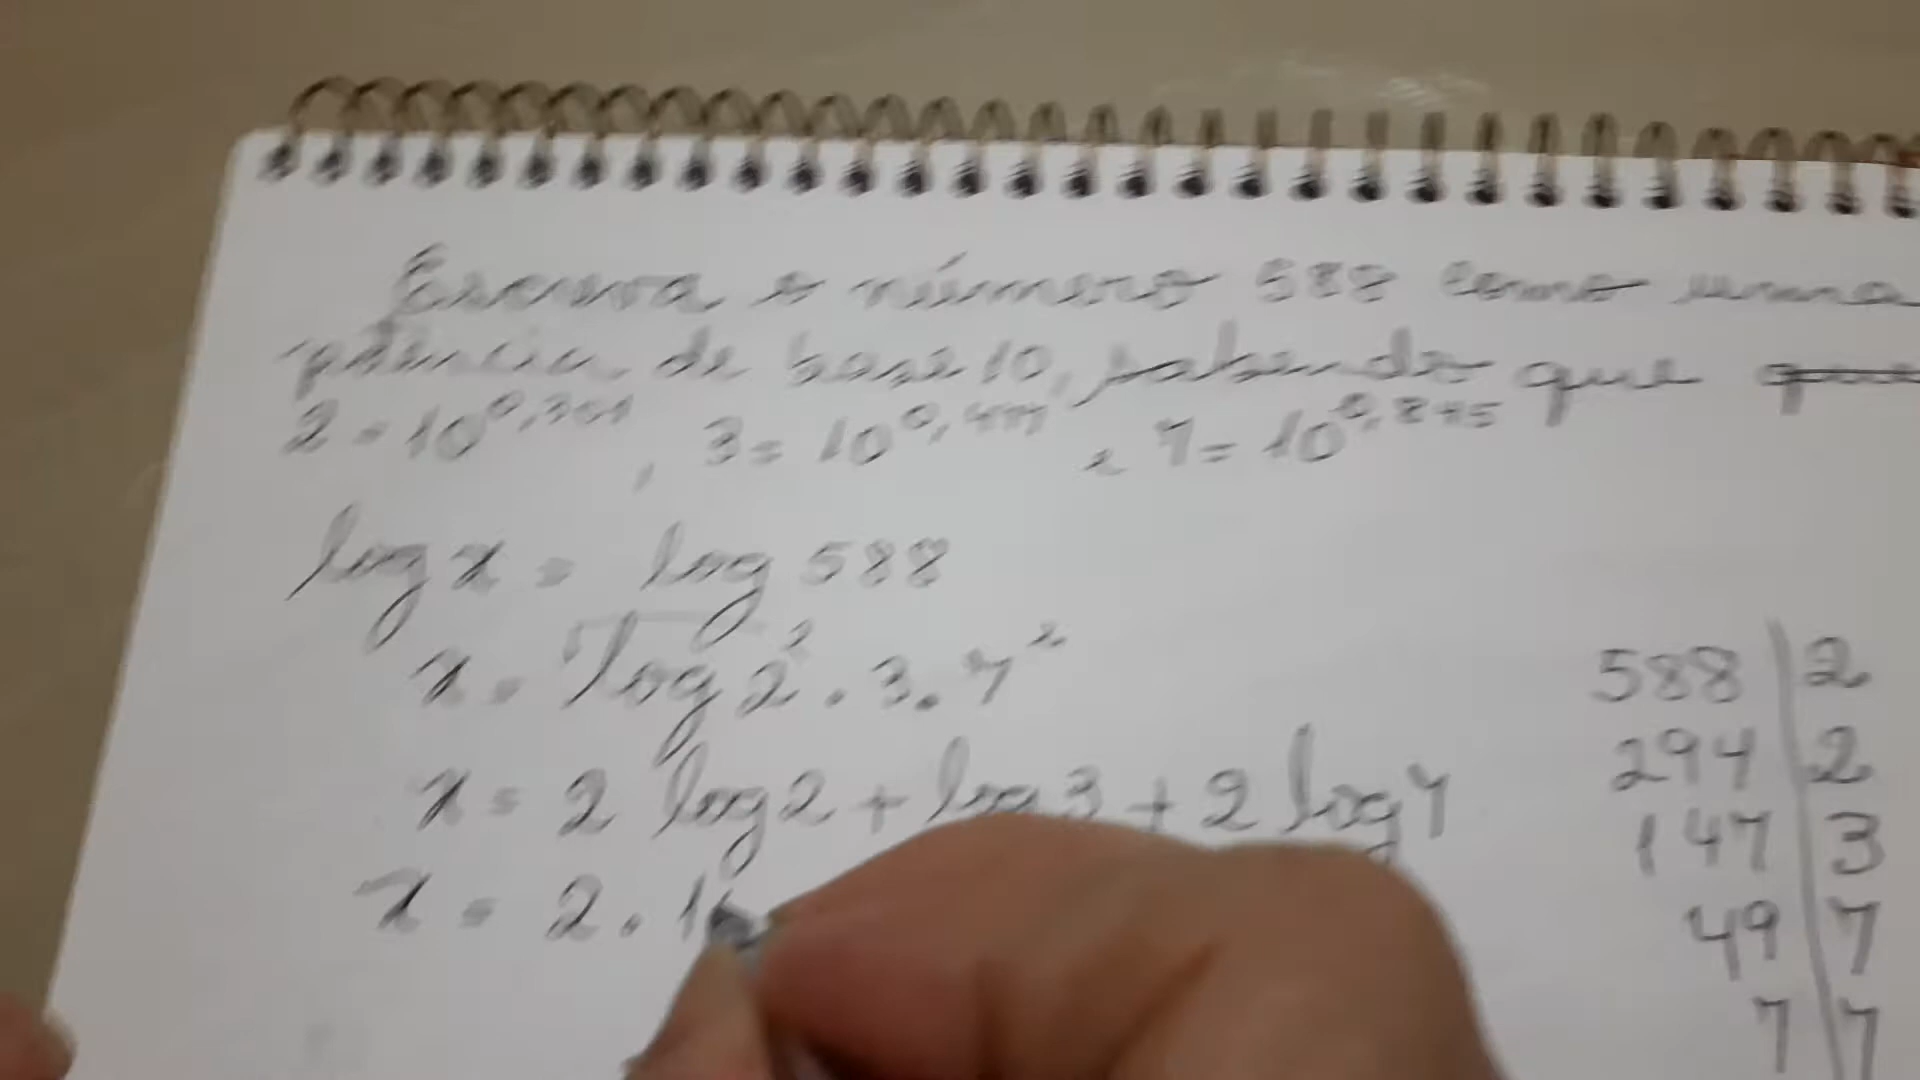 Escreva o número 588 como uma
potência de base 10, sabendo que
2 = 10^0,301 , 3 = 10^0,477 e 7 = 10^0,845
log x = log 588
x = log 2² . 3 . 7²
x = 2 log 2 + log 3 + 2 log 7
x = 2 . 10
588 | 2
294 | 2
147 | 3
49 | 7
7 | 7